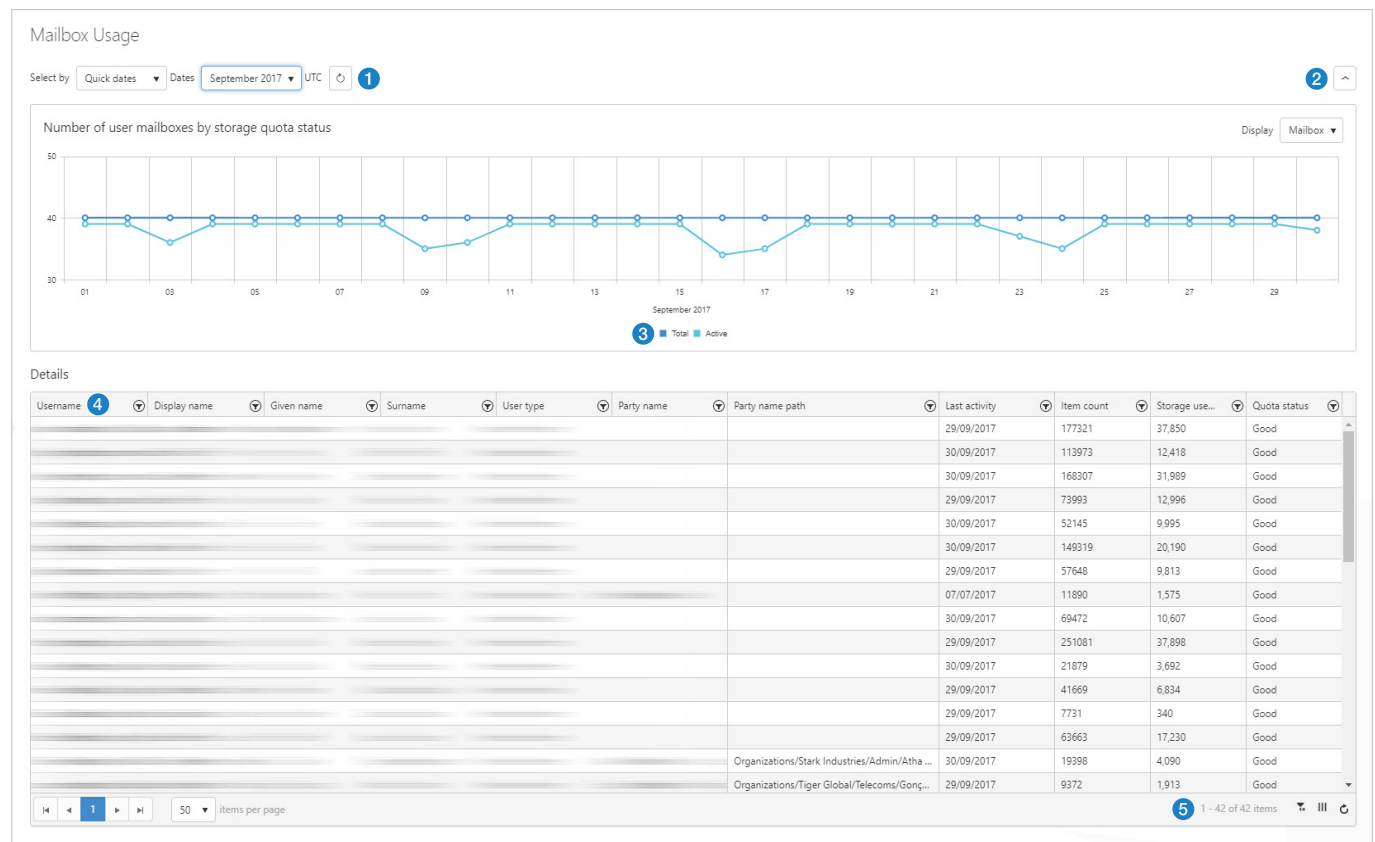 Mailbox Usage
Select by Quick dates Dates September 2017 UTC 1 2
Number of user mailboxes by storage quota status
Display Mailbox
50
40
30
01 03 05 07 09 11 13 15 17 19 21 23 25 27 29
September 2017
3 Total Active
Details
Username 4 Display name Given name Surname User type Party name Party name path Last activity Item count Storage use... Quota status
29/09/2017 177321 37,850 Good
30/09/2017 113973 12,418 Good
30/09/2017 168307 31,989 Good
29/09/2017 73993 12,996 Good
30/09/2017 52145 9,995 Good
30/09/2017 149319 20,190 Good
29/09/2017 57648 9,813 Good
07/07/2017 11890 1,575 Good
30/09/2017 69472 10,607 Good
29/09/2017 251081 37,898 Good
30/09/2017 21879 3,692 Good
29/09/2017 41669 6,834 Good
29/09/2017 7731 340 Good
29/09/2017 63663 17,230 Good
Organizations/Stark Industries/Admin/Atha ... 30/09/2017 19398 4,090 Good
Organizations/Tiger Global/Telecoms/Gonç... 29/09/2017 9372 1,913 Good
1 50 items per page 5 1 - 42 of 42 items